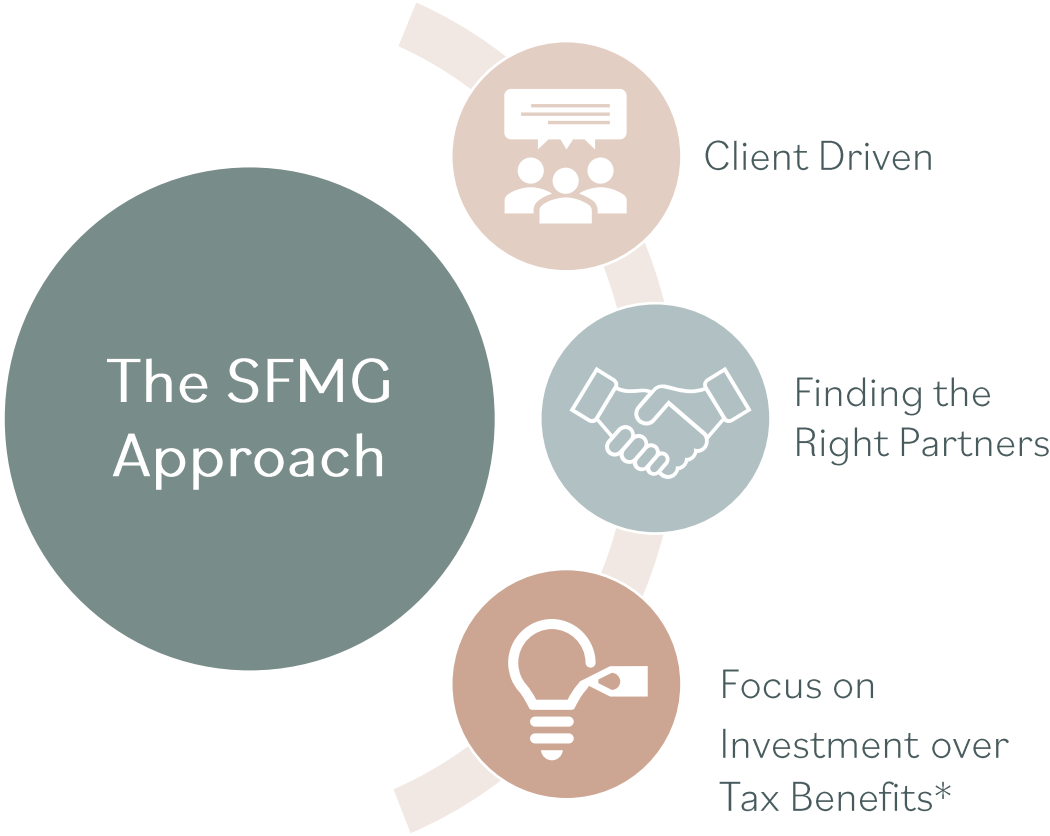 The SFMG
Approach
Client Driven
Finding the
Right Partners
Focus on
Investment over
Tax Benefits*